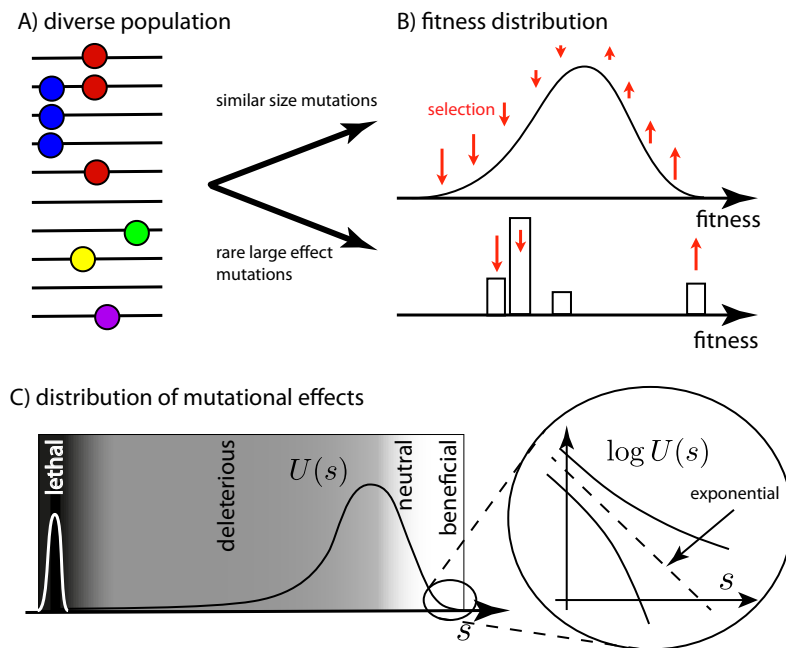 A) diverse population
B) fitness distribution
similar size mutations
selection
fitness
rare large effect
mutations
fitness
C) distribution of mutational effects
lethal
deleterious
U(s)
neutral
beneficial
s
log U(s)
exponential
s